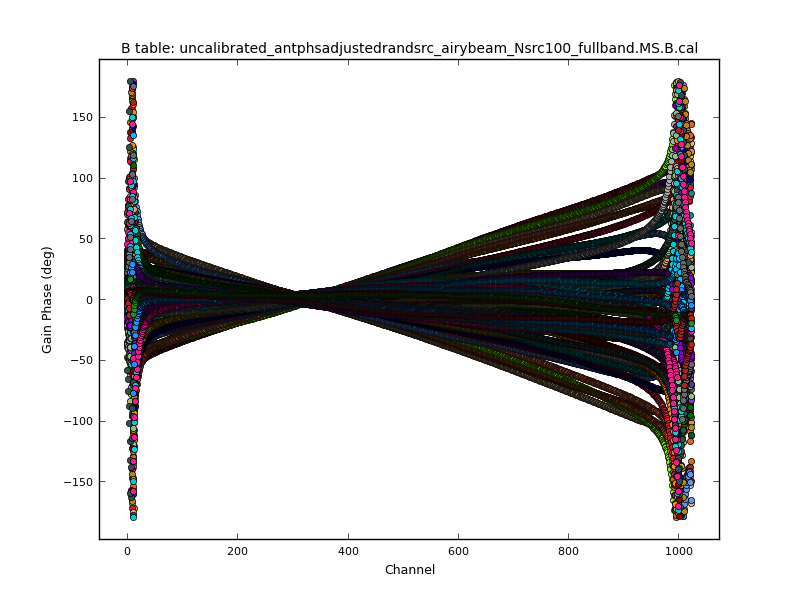 B table: uncalibrated_antphsadjustedrandsrc_airybeam_Nsrc100_fullband.MS.B.cal
150
100
50
0
−50
−100
−150
Gain Phase (deg)
0 200 400 600 800 1000
Channel